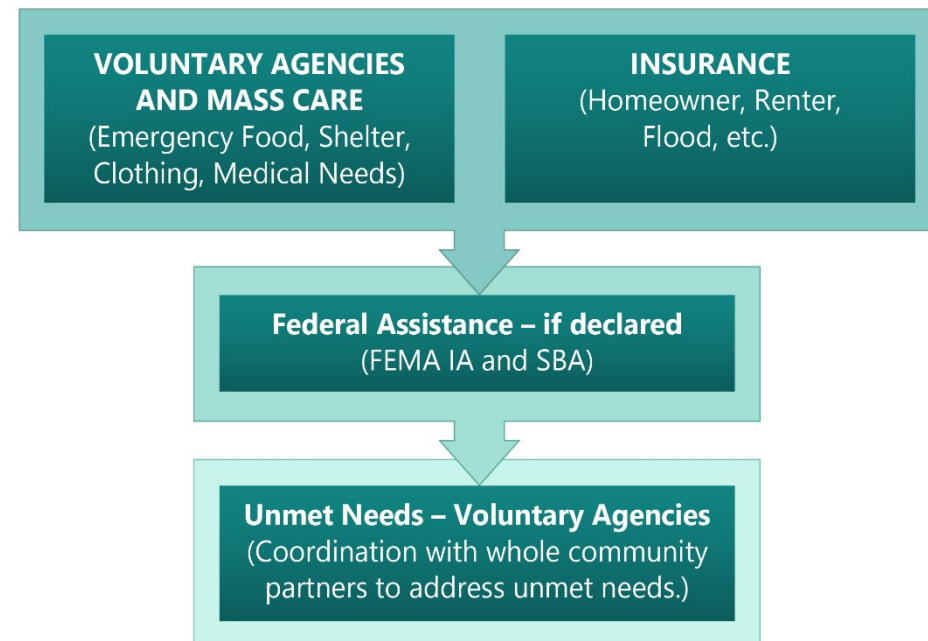 VOLUNTARY AGENCIES
AND MASS CARE
(Emergency Food, Shelter,
Clothing, Medical Needs)
INSURANCE
(Homeowner, Renter,
Flood, etc.)
Federal Assistance – if declared
(FEMA IA and SBA)
Unmet Needs – Voluntary Agencies
(Coordination with whole community
partners to address unmet needs.)